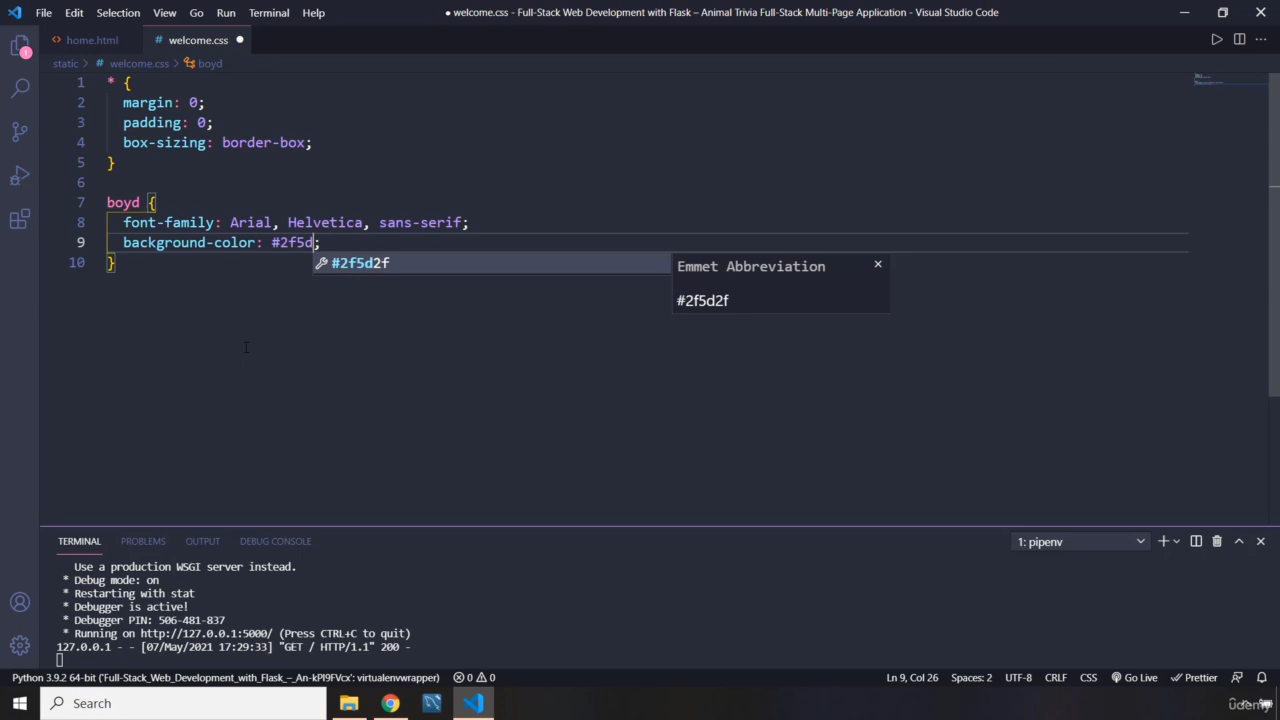 File Edit Selection View Go Run Terminal Help
● welcome.css - Full-Stack Web Development with Flask – Animal Trivia Full-Stack Multi-Page Application - Visual Studio Code
home.html
# welcome.css ●
static > # welcome.css > boyd
1 * {
2 margin: 0;
3 padding: 0;
4 box-sizing: border-box;
5 }
6
7 boyd {
8 font-family: Arial, Helvetica, sans-serif;
9 background-color: #2f5d;
10 }
#2f5d2f
Emmet Abbreviation
#2f5d2f
1
TERMINAL PROBLEMS OUTPUT DEBUG CONSOLE
1: pipenv
Use a production WSGI server instead.
* Debug mode: on
* Restarting with stat
* Debugger is active!
* Debugger PIN: 506-481-837
* Running on http://127.0.0.1:5000/ (Press CTRL+C to quit)
127.0.0.1 - - [07/May/2021 17:29:33] "GET / HTTP/1.1" 200 -
Python 3.9.2 64-bit ('Full-Stack_Web_Development_with_Flask_–_An-kPI9FVcx': virtualenvwrapper) 0 0
Ln 9, Col 26 Spaces: 2 UTF-8 CRLF CSS Go Live Prettier
Search
Udemy